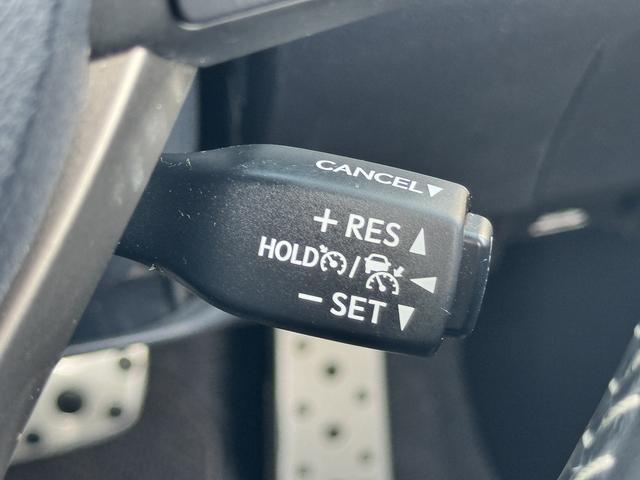 CANCEL
+ RES
HOLD /
− SET